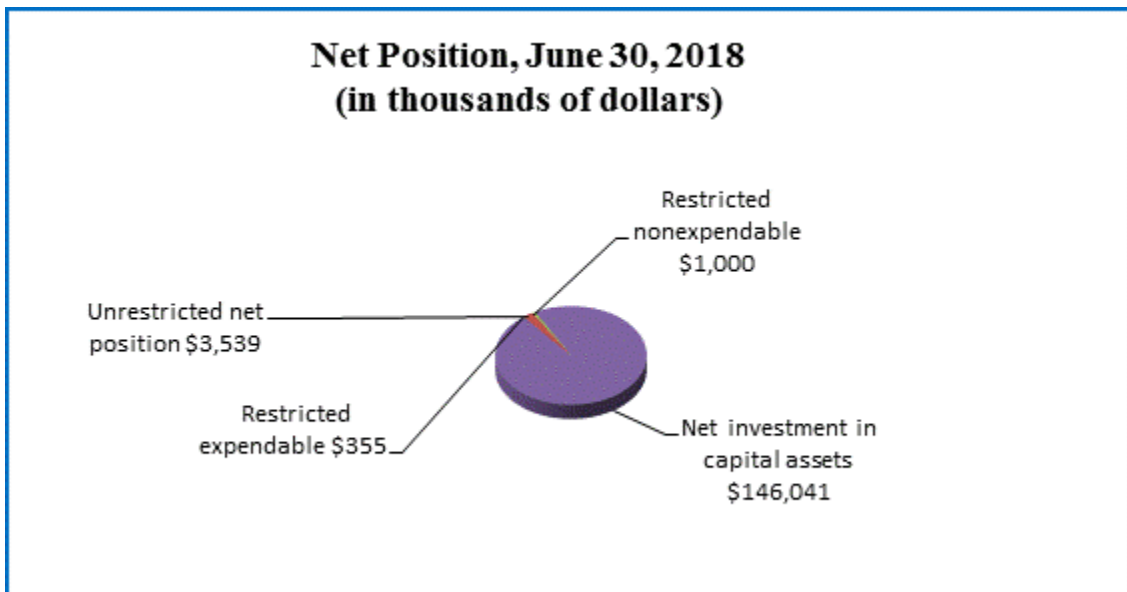 Net Position, June 30, 2018
(in thousands of dollars)
Restricted
nonexpendable
$1,000
Unrestricted net
position $3,539
Restricted
expendable $355
Net investment in
capital assets
$146,041